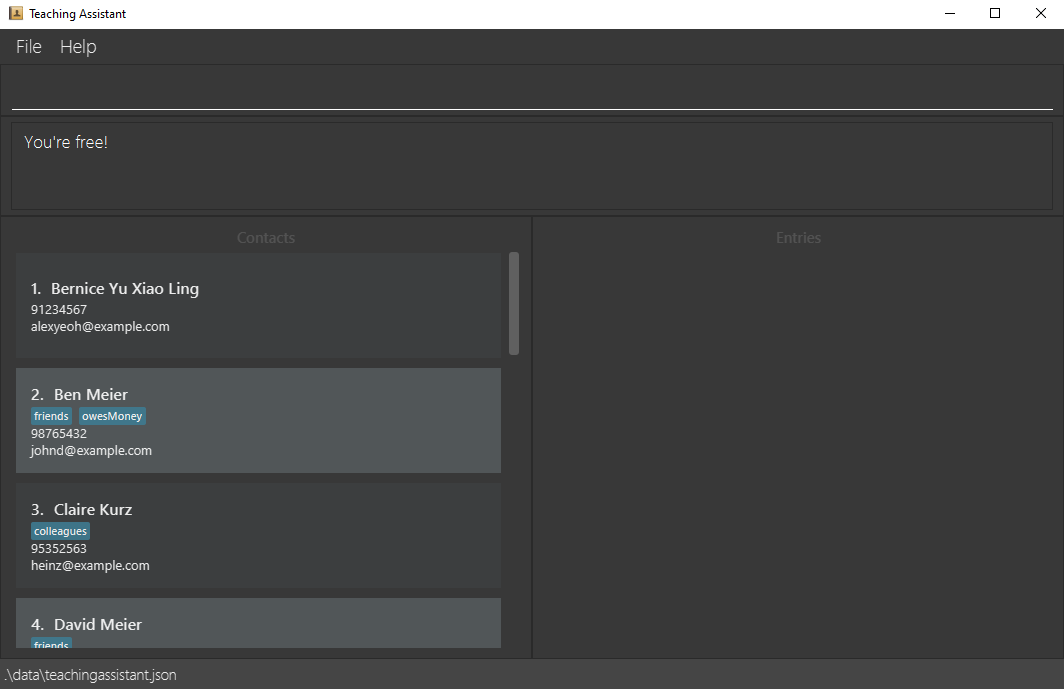 Teaching Assistant
File Help
You're free!
Contacts
Entries
1. Bernice Yu Xiao Ling
91234567
alexyeoh@example.com
2. Ben Meier
friends owesMoney
98765432
johnd@example.com
3. Claire Kurz
colleagues
95352563
heinz@example.com
4. David Meier
friends
.\data\teachingassistant.json